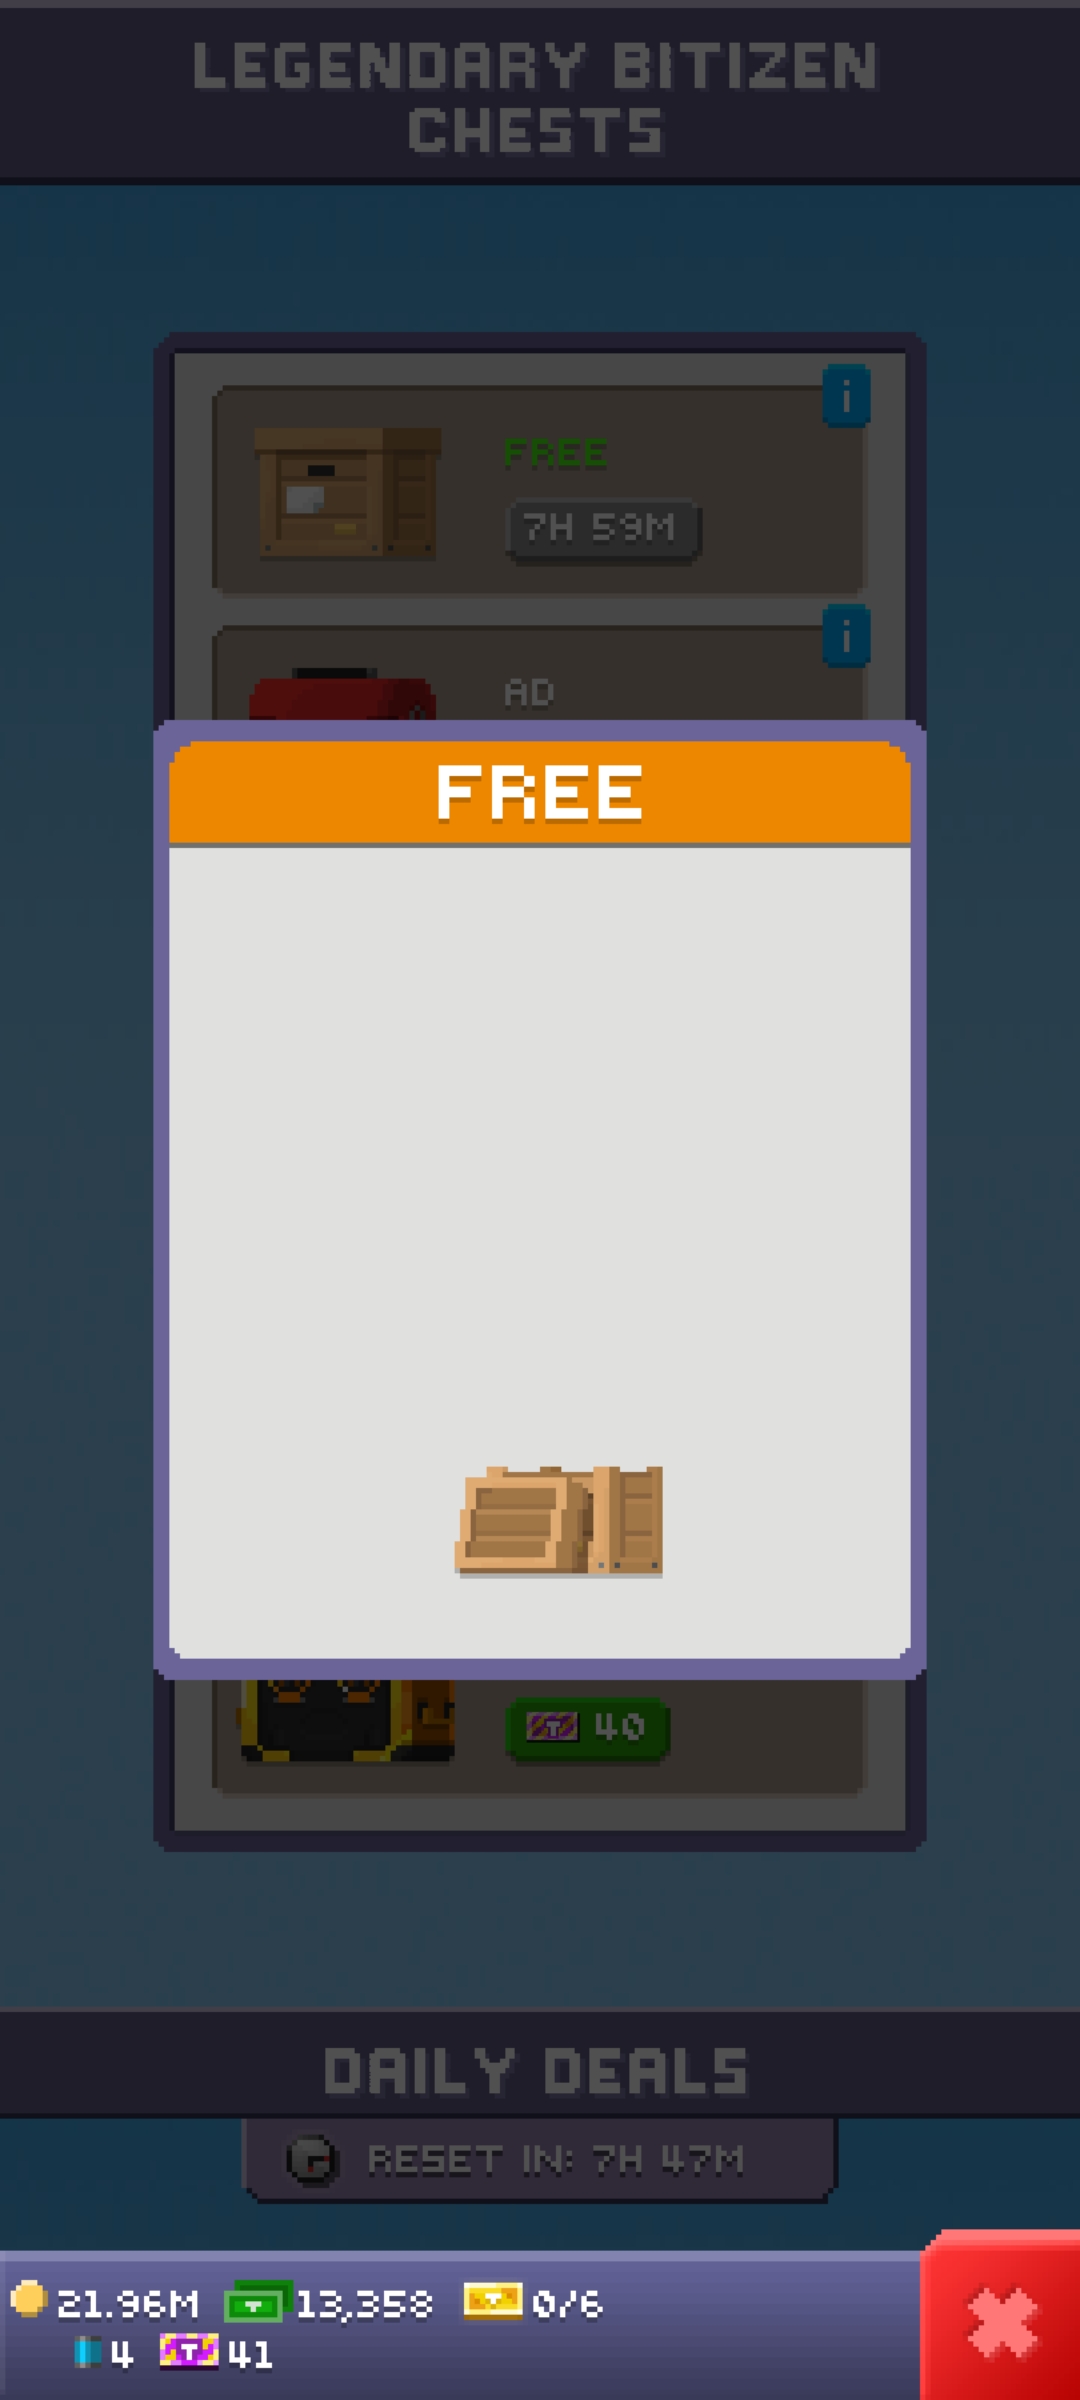 LEGENDARY BITIZEN
CHESTS
i
FREE
7H 59M
i
AD
FREE
40
DAILY DEALS
RESET IN: 7H 47M
21.96M 13,358 0/6
4 41